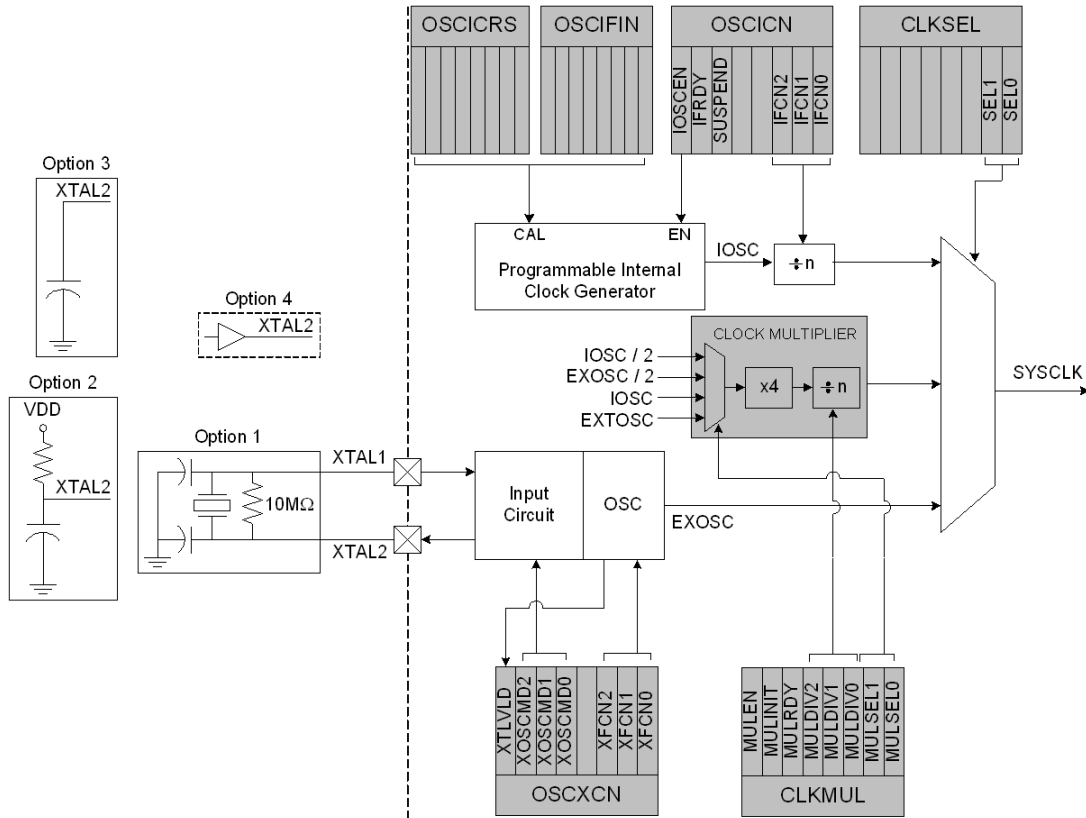 OSCICRS
OSCIFIN
OSCICN
CLKSEL
IOSCEN
IFRDY
SUSPEND
IFCN2
IFCN1
IFCN0
SEL1
SEL0
Option 3
XTAL2
CAL
EN
Programmable Internal
Clock Generator
IOSC
÷ n
Option 4
XTAL2
CLOCK MULTIPLIER
IOSC / 2
EXOSC / 2
IOSC
EXTOSC
x4
÷ n
SYSCLK
Option 2
VDD
XTAL2
Option 1
10MΩ
XTAL1
XTAL2
Input
Circuit
OSC
EXOSC
XTLVLD
XOSCMD2
XOSCMD1
XOSCMD0
XFCN2
XFCN1
XFCN0
OSCXCN
MULEN
MULINIT
MULRDY
MULDIV2
MULDIV1
MULDIV0
MULSEL1
MULSEL0
CLKMUL